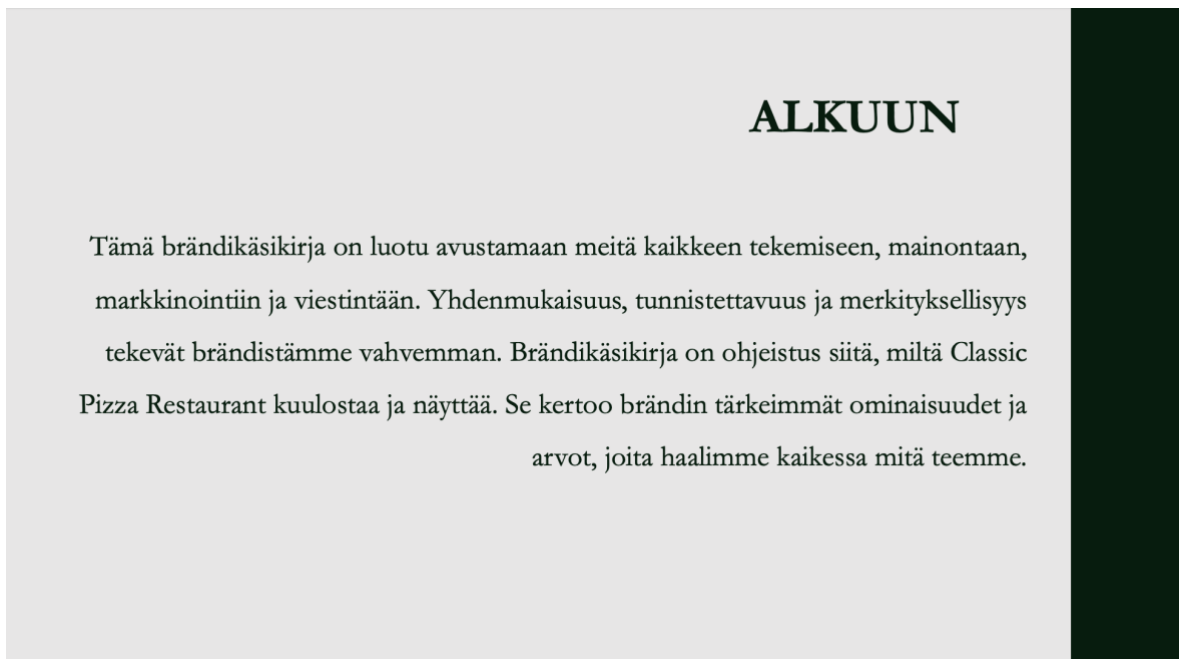 ALKUUN
Tämä brändikäsikirja on luotu avustamaan meitä kaikkeen tekemiseen, mainontaan,
markkinointiin ja viestintään. Yhdenmukaisuus, tunnistettavuus ja merkityksellisyys
tekevät brändistämme vahvemman. Brändikäsikirja on ohjeistus siitä, miltä Classic
Pizza Restaurant kuulostaa ja näyttää. Se kertoo brändin tärkeimmät ominaisuudet ja
arvot, joita haalimme kaikessa mitä teemme.